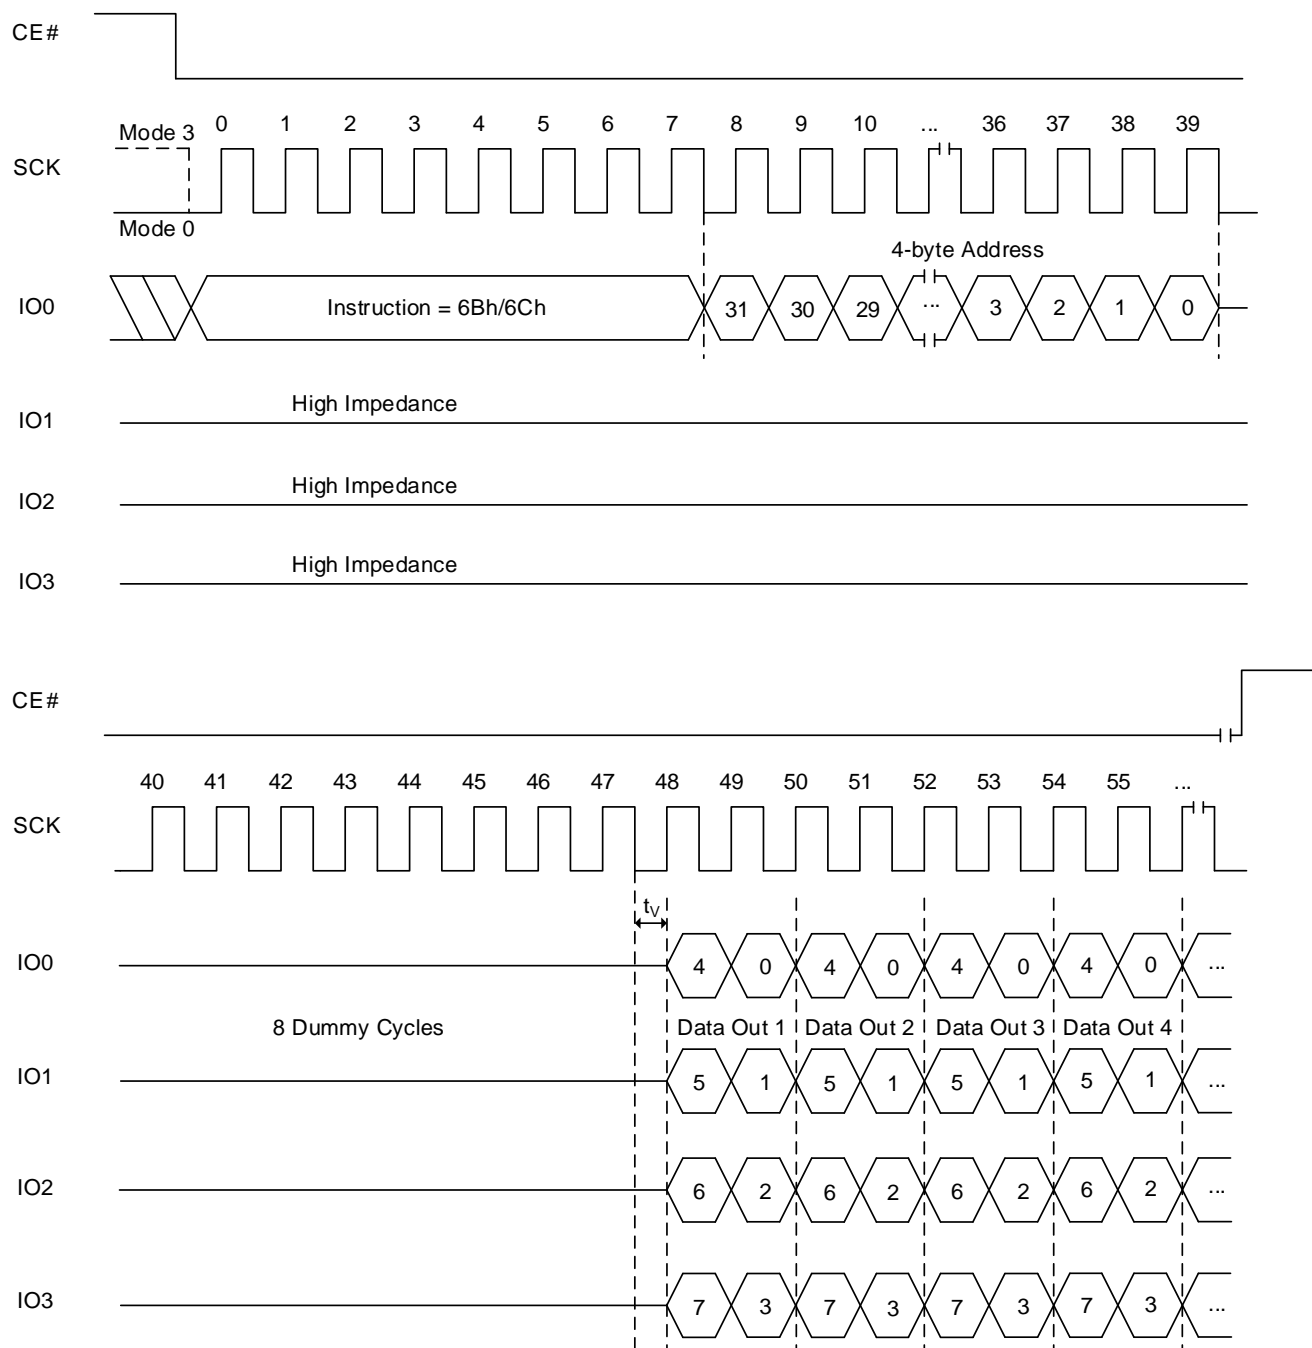 CE#
Mode 3 0 1 2 3 4 5 6 7 8 9 10 ... 36 37 38 39
SCK
Mode 0
4-byte Address
IO0 Instruction = 6Bh/6Ch 31 30 29 ... 3 2 1 0
High Impedance
IO1
High Impedance
IO2
High Impedance
IO3
CE#
40 41 42 43 44 45 46 47 48 49 50 51 52 53 54 55 ...
SCK
tV
IO0 4 0 4 0 4 0 4 0 ...
8 Dummy Cycles Data Out 1 Data Out 2 Data Out 3 Data Out 4
IO1 5 1 5 1 5 1 5 1 ...
IO2 6 2 6 2 6 2 6 2 ...
IO3 7 3 7 3 7 3 7 3 ...